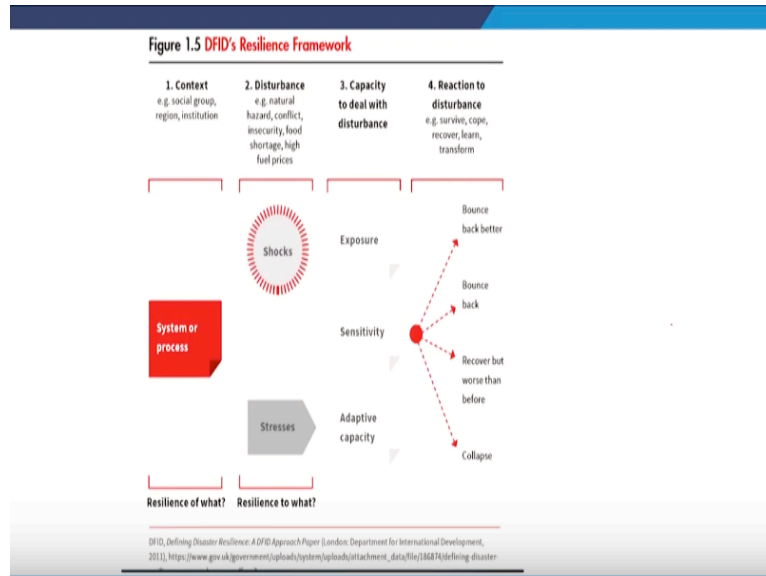 Figure 1.5 DFID's Resilience Framework
1. Context
e.g. social group,
region, institution
2. Disturbance
e.g. natural
hazard, conflict,
insecurity, food
shortage, high
fuel prices
3. Capacity
to deal with
disturbance
4. Reaction to
disturbance
e.g. survive, cope,
recover, learn,
transform
System or
process
Shocks
Stresses
Exposure
Sensitivity
Adaptive
capacity
Bounce
back better
Bounce
back
Recover but
worse than
before
Collapse
Resilience of what?
Resilience to what?
DFID, Defining Disaster Resilience: A DFID Approach Paper (London: Department for International Development,
2011), https://www.gov.uk/government/uploads/system/uploads/attachment_data/file/186874/defining-disaster-